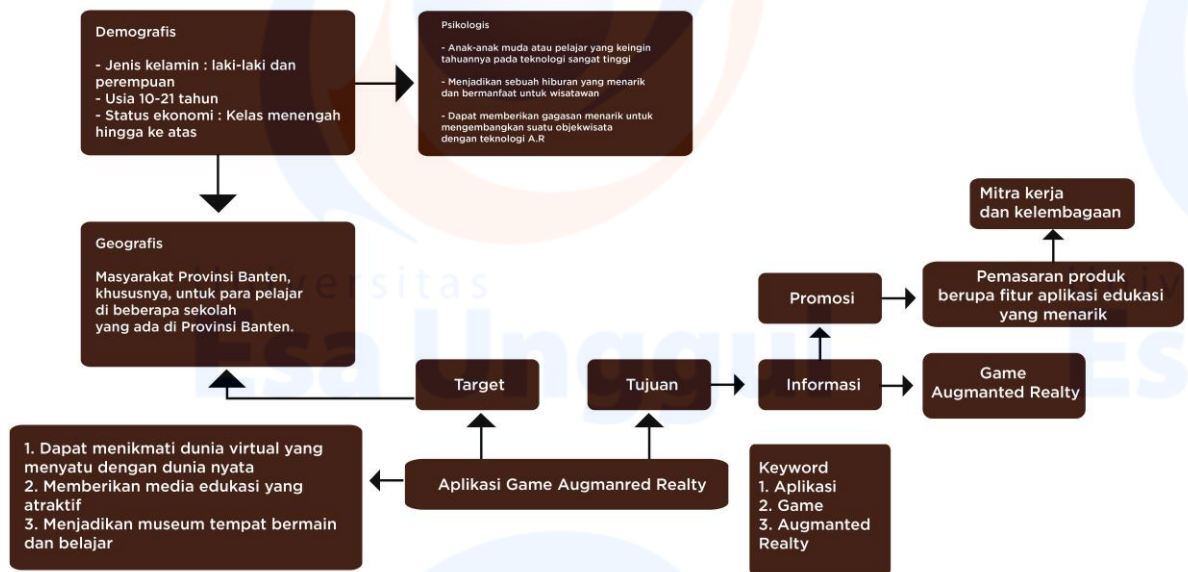 Demografis
- Jenis kelamin : laki-laki dan
perempuan
- Usia 10-21 tahun
- Status ekonomi : Kelas menengah
hingga ke atas
Psikologis
- Anak-anak muda atau pelajar yang keingin
tahuannya pada teknologi sangat tinggi
- Menjadikan sebuah hiburan yang menarik
dan bermanfaat untuk wisatawan
- Dapat memberikan gagasan menarik untuk
mengembangkan suatu objekwisata
dengan teknologi A.R
Mitra kerja
dan kelembagaan
Geografis
Masyarakat Provinsi Banten,
khususnya, untuk para pelajar
di beberapa sekolah
yang ada di Provinsi Banten.
Universitas
Esa Unggul
Promosi
Pemasaran produk
berupa fitur aplikasi edukasi
yang menarik
Univ
Es
Target
Tujuan
Informasi
Game
Augmanted Realty
1. Dapat menikmati dunia virtual yang
menyatu dengan dunia nyata
2. Memberikan media edukasi yang
atraktif
3. Menjadikan museum tempat bermain
dan belajar
Aplikasi Game Augmanred Realty
Keyword
1. Aplikasi
2. Game
3. Augmanted
Realty